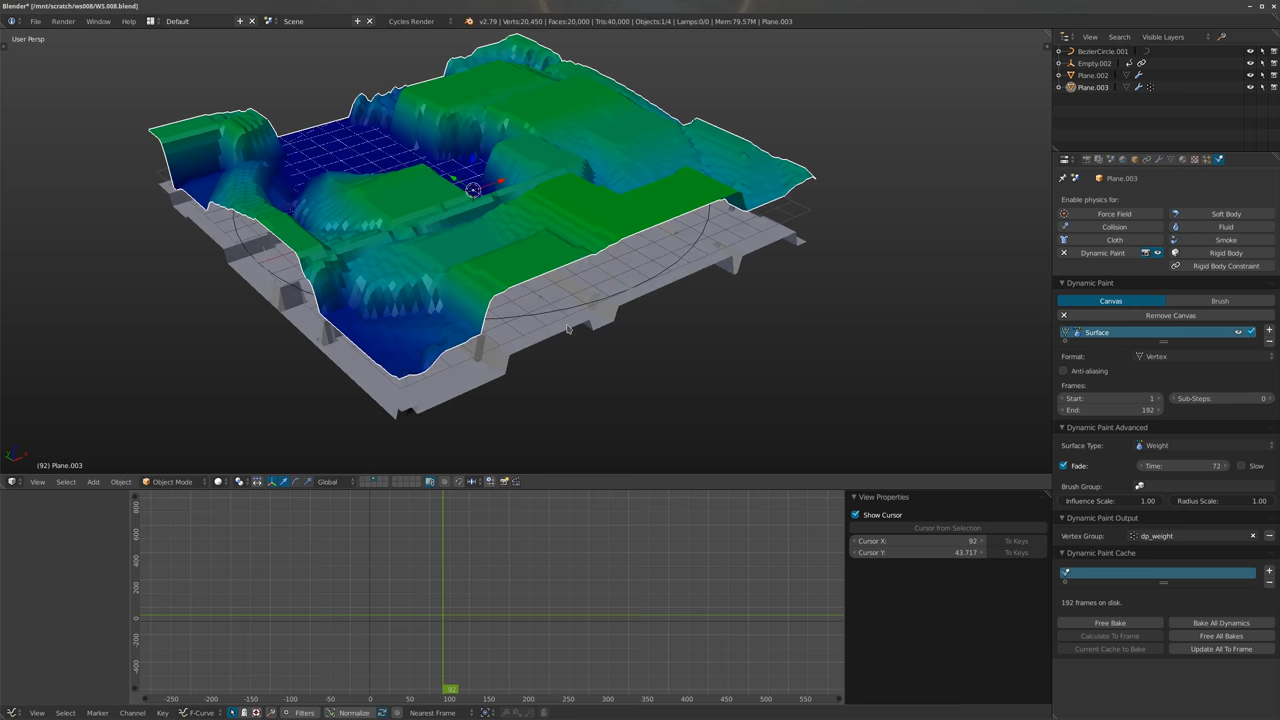 Blender* [/mnt/scratch/ws008/WS.008.blend]
File Render Window Help Default Scene Cycles Render v2.79 | Verts:20,450 | Faces:20,000 | Tris:40,000 | Objects:1/4 | Lamps:0/0 | Mem:79.57M | Plane.003
User Persp
(92) Plane.003
View Select Add Object Object Mode Global
800
600
400
200
0
-200
-400
92
-250 -200 -150 -100 -50 0 50 100 150 200 250 300 350 400 450 500 550
View Select Marker Channel Key F-Curve Filters Normalize Nearest Frame
View Properties
Show Cursor
Cursor from Selection
Cursor X: 92 To Keys
Cursor Y: 43.717 To Keys
View Search Visible Layers
BezierCircle.001
Empty.002
Plane.002
Plane.003
Plane.003
Enable physics for:
Force Field Soft Body
Collision Fluid
Cloth Smoke
Dynamic Paint Rigid Body
Rigid Body Constraint
Dynamic Paint
Canvas Brush
Remove Canvas
Surface
Format: Vertex
Anti-aliasing
Frames:
Start: 1 Sub-Steps: 0
End: 192
Dynamic Paint Advanced
Surface Type: Weight
Fade: Time: 72 Slow
Brush Group:
Influence Scale: 1.00 Radius Scale: 1.00
Dynamic Paint Output
Vertex Group: dp_weight
Dynamic Paint Cache
192 frames on disk.
Free Bake Bake All Dynamics
Calculate To Frame Free All Bakes
Current Cache to Bake Update All To Frame